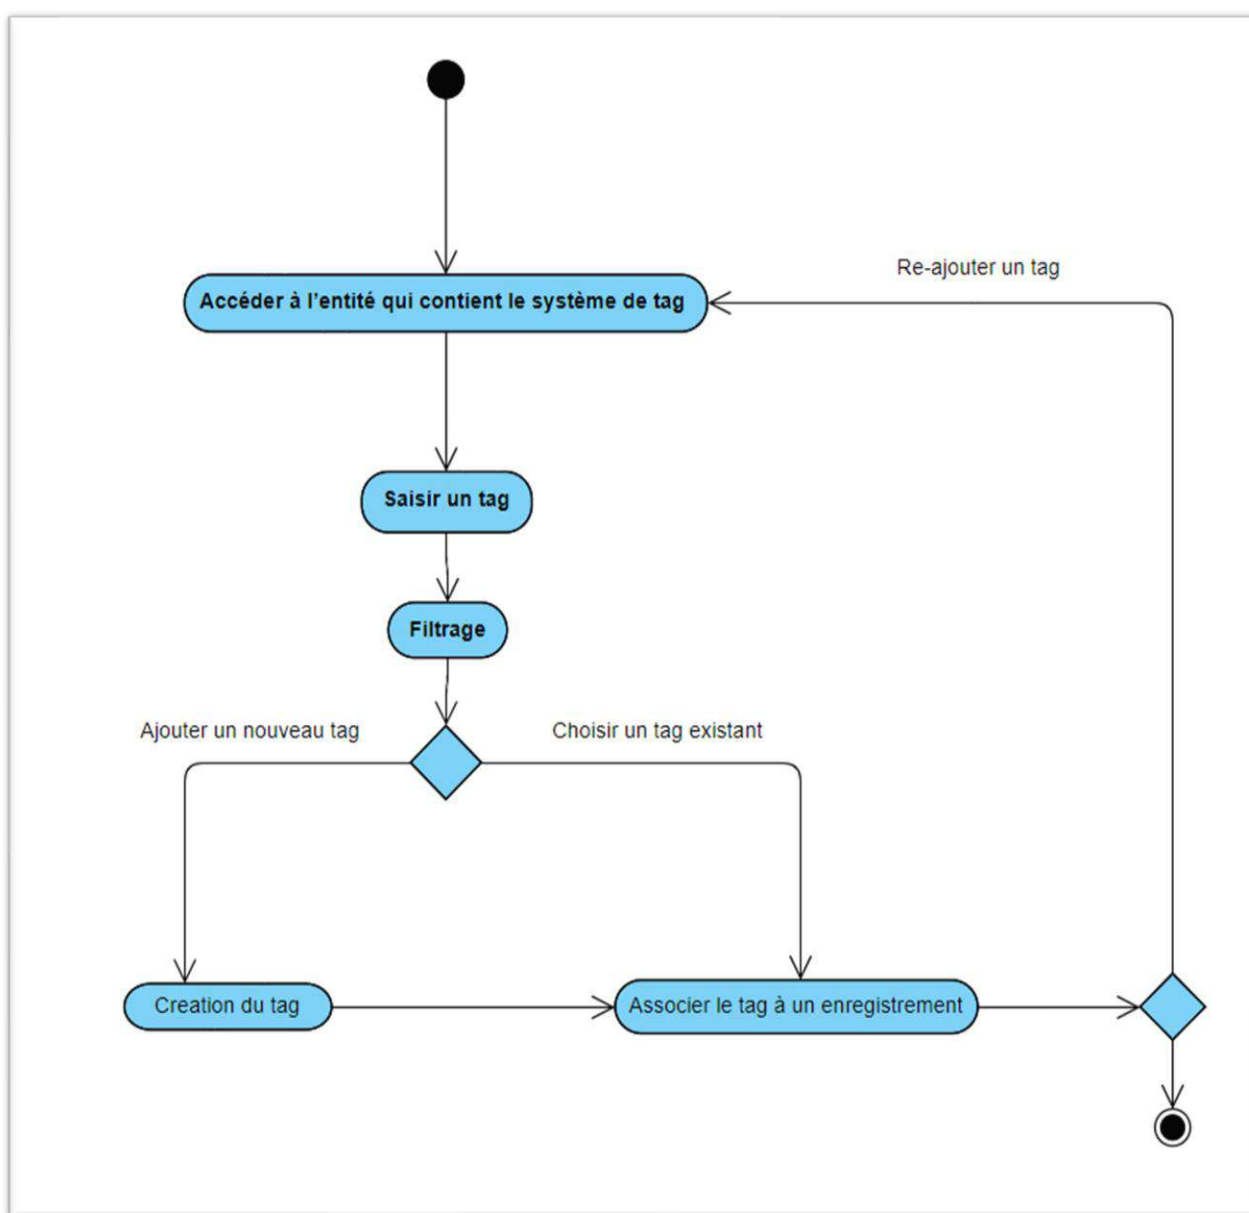 Re-ajouter un tag
Accéder à l'entité qui contient le système de tag
Saisir un tag
Filtrage
Ajouter un nouveau tag
Choisir un tag existant
Creation du tag
Associer le tag à un enregistrement